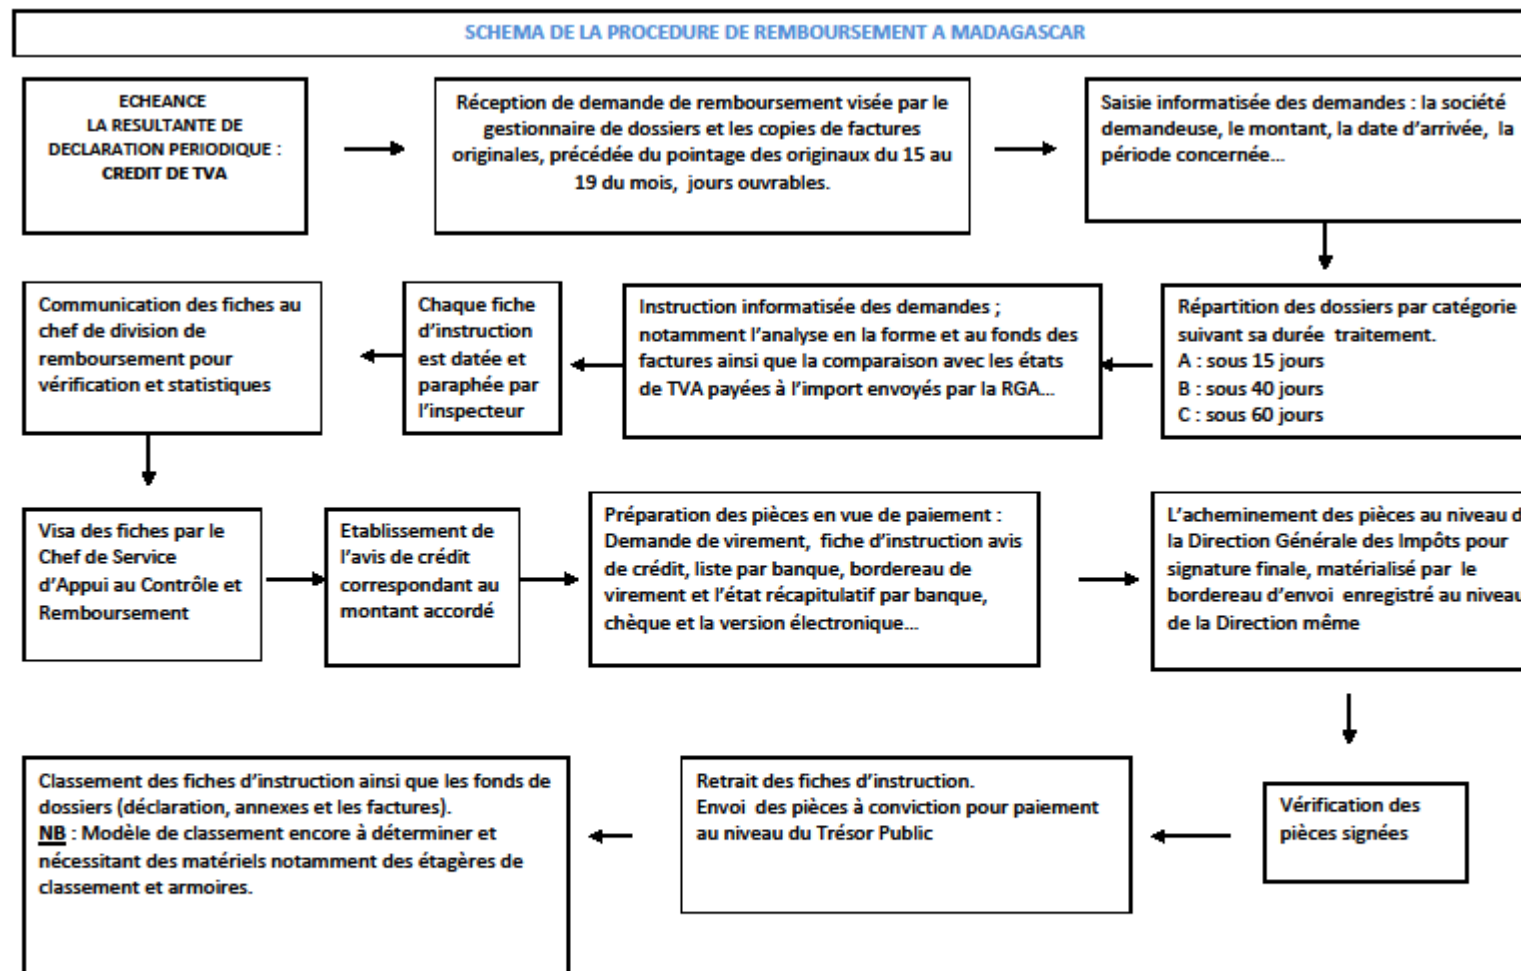 SCHEMA DE LA PROCEDURE DE REMBOURSEMENT A MADAGASCAR
ECHEANCE
LA RESULTANTE DE
DECLARATION PERIODIQUE :
CREDIT DE TVA
Réception de demande de remboursement visée par le
gestionnaire de dossiers et les copies de factures
originales, précédée du pointage des originaux du 15 au
19 du mois, jours ouvrables.
Saisie informatisée des demandes : la société
demandeuse, le montant, la date d'arrivée, la
période concernée...
Répartition des dossiers par catégorie
suivant sa durée traitement.
A : sous 15 jours
B : sous 40 jours
C : sous 60 jours
Instruction informatisée des demandes ;
notamment l'analyse en la forme et au fonds des
factures ainsi que la comparaison avec les états
de TVA payées à l'import envoyés par la RGA...
Chaque fiche
d'instruction
est datée et
paraphée par
l'inspecteur
Communication des fiches au
chef de division de
remboursement pour
vérification et statistiques
Visa des fiches par le
Chef de Service
d'Appui au Contrôle et
Remboursement
Etablissement de
l'avis de crédit
correspondant au
montant accordé
Préparation des pièces en vue de paiement :
Demande de virement, fiche d'instruction avis
de crédit, liste par banque, bordereau de
virement et l'état récapitulatif par banque,
chèque et la version électronique...
L'acheminement des pièces au niveau d
la Direction Générale des Impôts pour
signature finale, matérialisé par le
bordereau d'envoi enregistré au niveau
de la Direction même
Vérification des
pièces signées
Retrait des fiches d'instruction.
Envoi des pièces à conviction pour paiement
au niveau du Trésor Public
Classement des fiches d'instruction ainsi que les fonds de
dossiers (déclaration, annexes et les factures).
NB : Modèle de classement encore à déterminer et
nécessitant des matériels notamment des étagères de
classement et armoires.